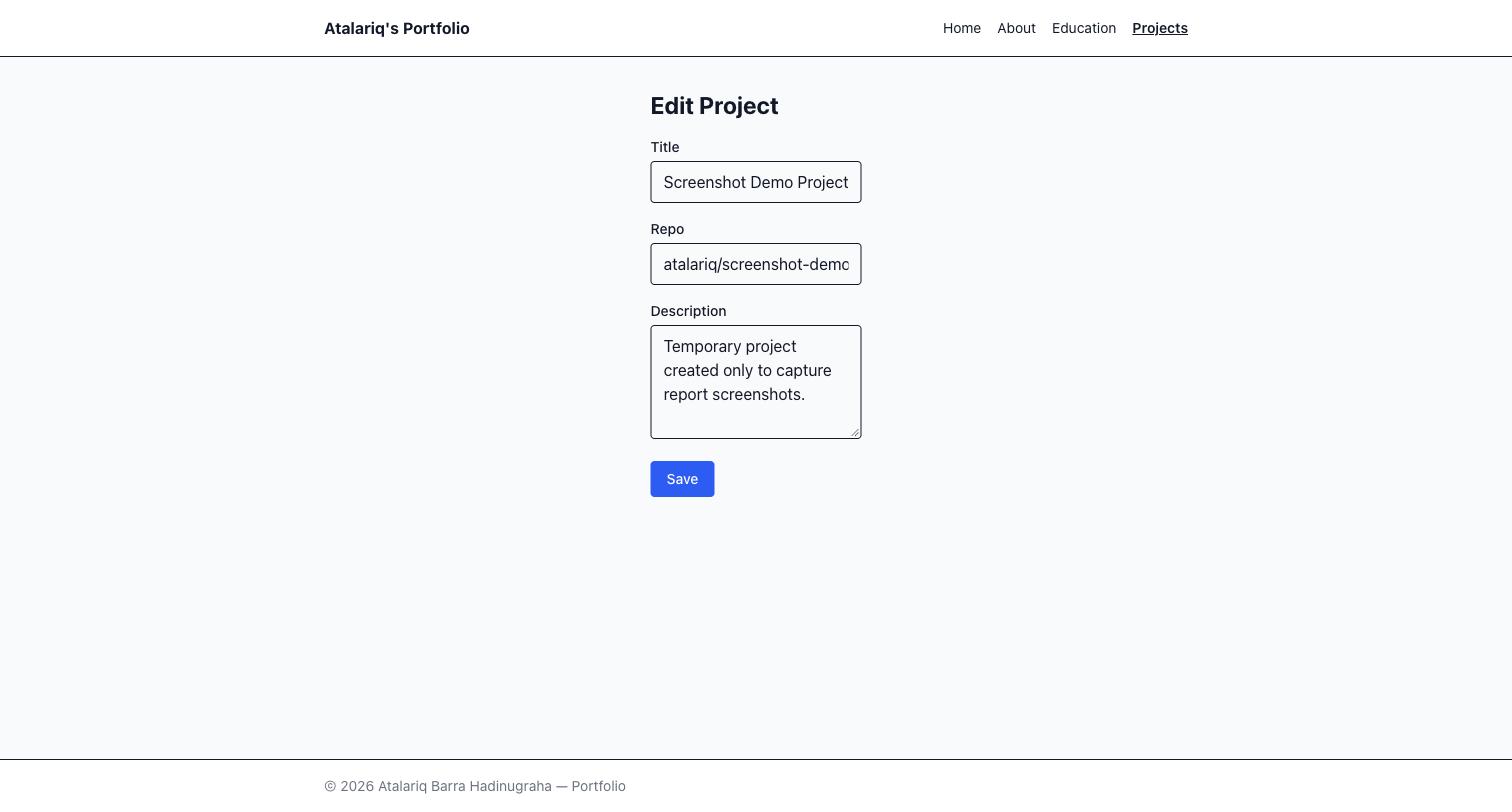 Atalariq's Portfolio
Home About Education Projects
Edit Project
Title
Screenshot Demo Project
Repo
atalariq/screenshot-demo
Description
Temporary project
created only to capture
report screenshots.
Save
© 2026 Atalariq Barra Hadinugraha — Portfolio